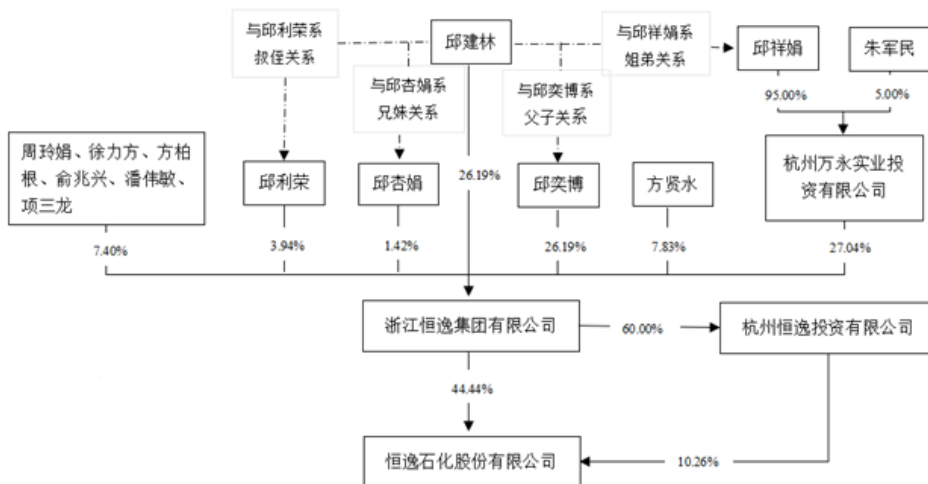 与邱利荣系
叔侄关系
邱建林
与邱祥娟系
姐弟关系
邱祥娟
朱军民
与邱杏娟系
兄妹关系
与邱奕博系
父子关系
95.00%
5.00%
周玲娟、徐力方、方柏
根、俞兆兴、潘伟敏、
项三龙
邱利荣
邱杏娟
26.19%
邱奕博
方贤水
杭州万永实业投
资有限公司
7.40%
3.94%
1.42%
26.19%
7.83%
27.04%
浙江恒逸集团有限公司
60.00%
杭州恒逸投资有限公司
44.44%
恒逸石化股份有限公司
10.26%